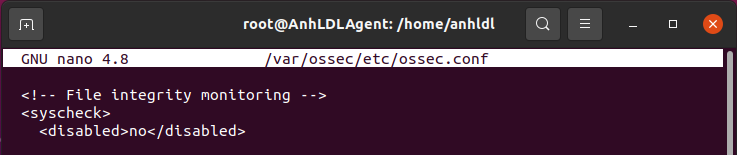 root@AnhLDLAgent: /home/anhldl
GNU nano 4.8 /var/ossec/etc/ossec.conf
<!-- File integrity monitoring -->
<syscheck>
<disabled>no</disabled>